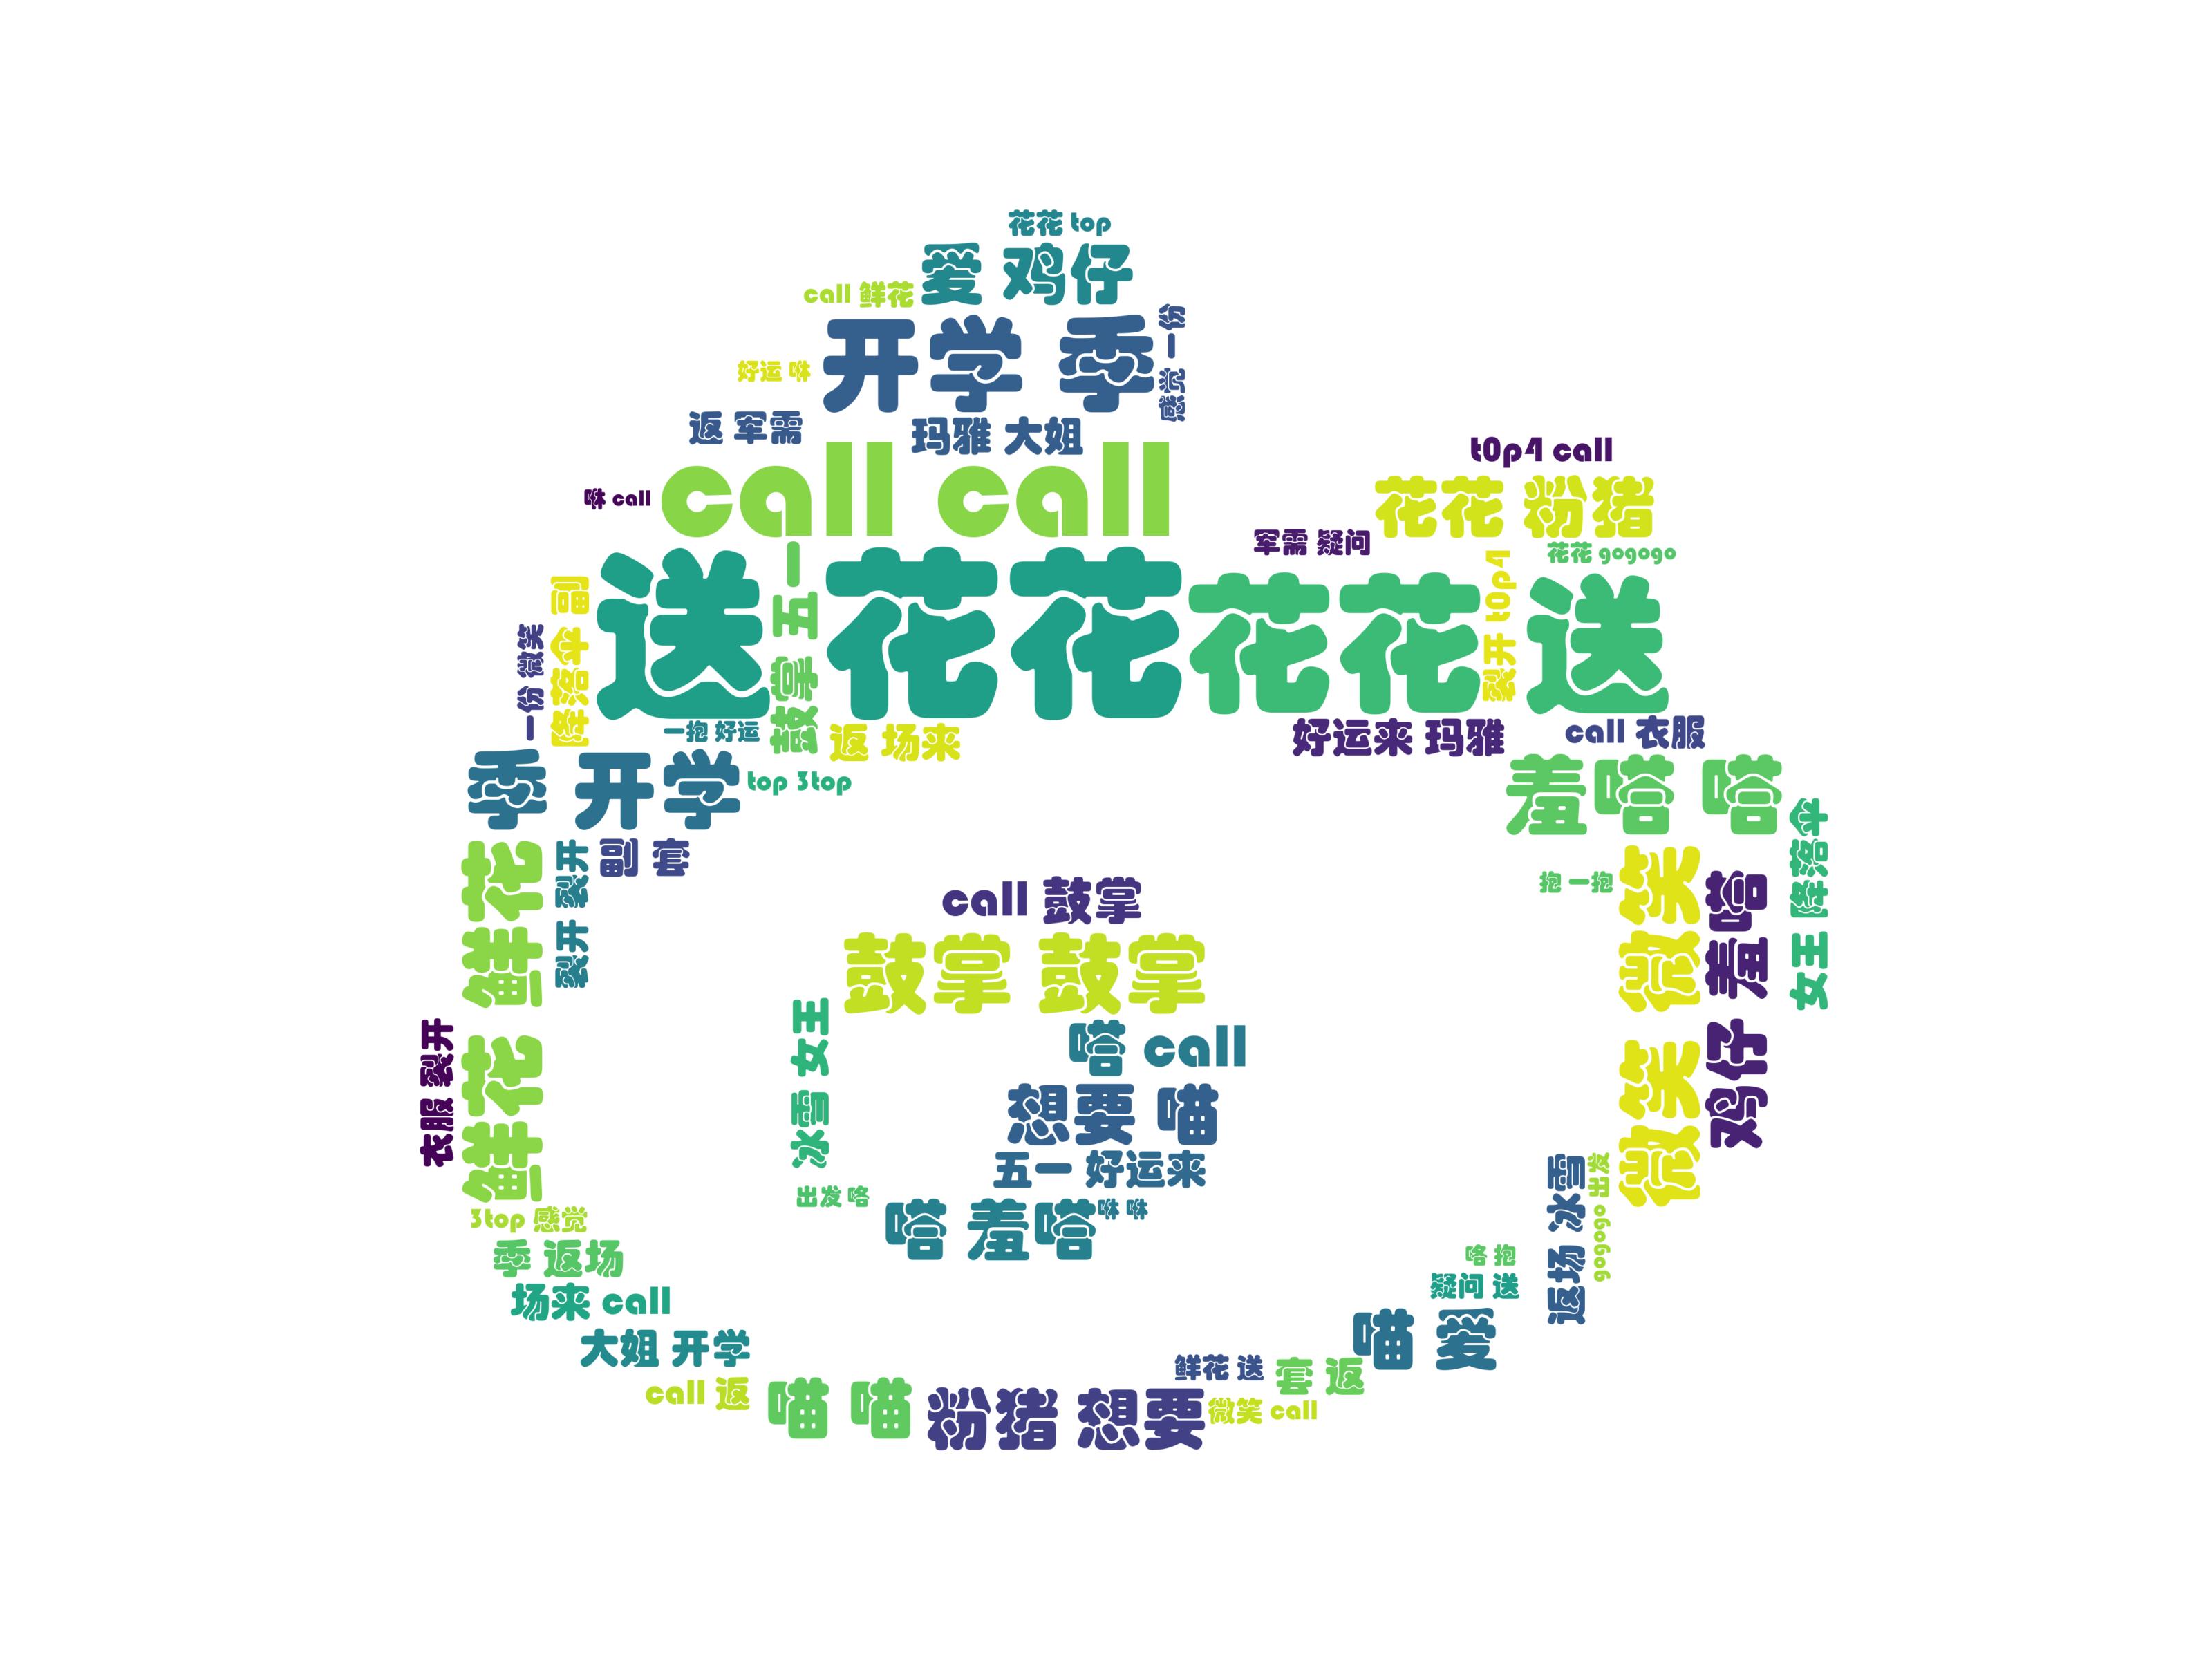 花花 top
爱 鸡仔
call 鲜花
开学 季
一份 感觉
好运 咻
返 军需
玛雅 大姐
call call
t0p4 call
咻 call
花花 粉猪
军需 疑问
花花 gogogo
送 花花
花花 送
鼓掌 五一
裂开 t0p4
一份 微笑
一抱 好运
返 场来
好运来 玛雅
call 衣服
季 开学
top 3top
羞嗒 嗒
副 套
鲜花 鲜花
裂开 裂开
抱 一抱
微笑 微笑
羞嗒
鸡仔
call 鼓掌
鼓掌 鼓掌
冰雪 女王
嗒 call
衣服 裂开
想要 喵
五一 好运来
出发 咯
嗒 羞嗒
咻 咻
返场 冰雪
gogogo 出发
3top 感觉
季 返场
咯 抱
疑问 送
场来 call
喵 爱
大姐 开学
鲜花 送
套 返
call 返
喵 喵
粉猪 想要
微笑 call